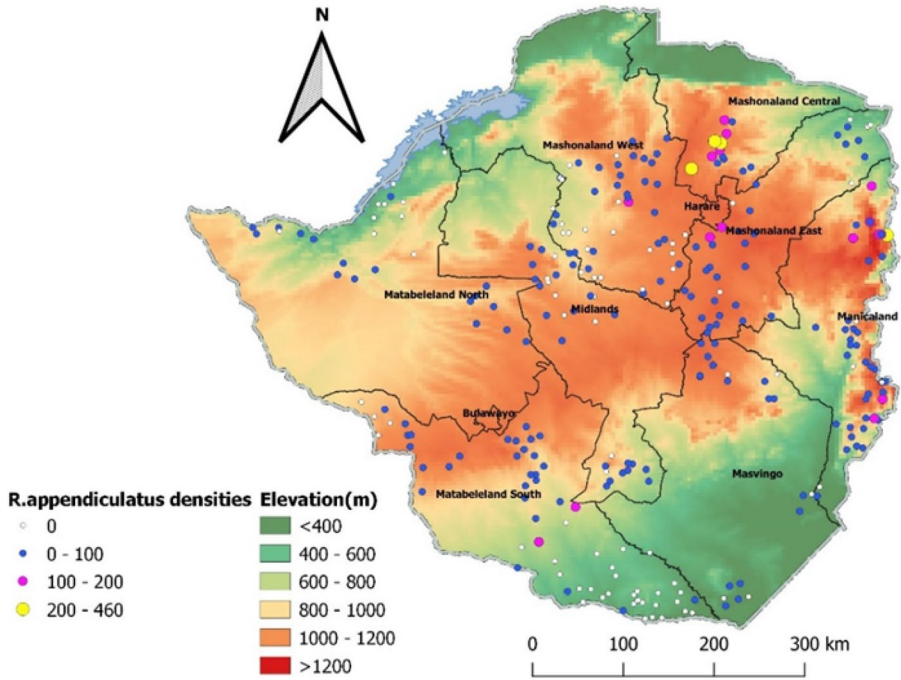 N
Mashonaland Central
Mashonaland West
Harare
Mashonaland East
Matabeleland North
Midlands
Manicaland
Bulawayo
Masvingo
Matabeleland South
R.appendiculatus densities
0
0 - 100
100 - 200
200 - 460
Elevation(m)
<400
400 - 600
600 - 800
800 - 1000
1000 - 1200
>1200
0 100 200 300 km